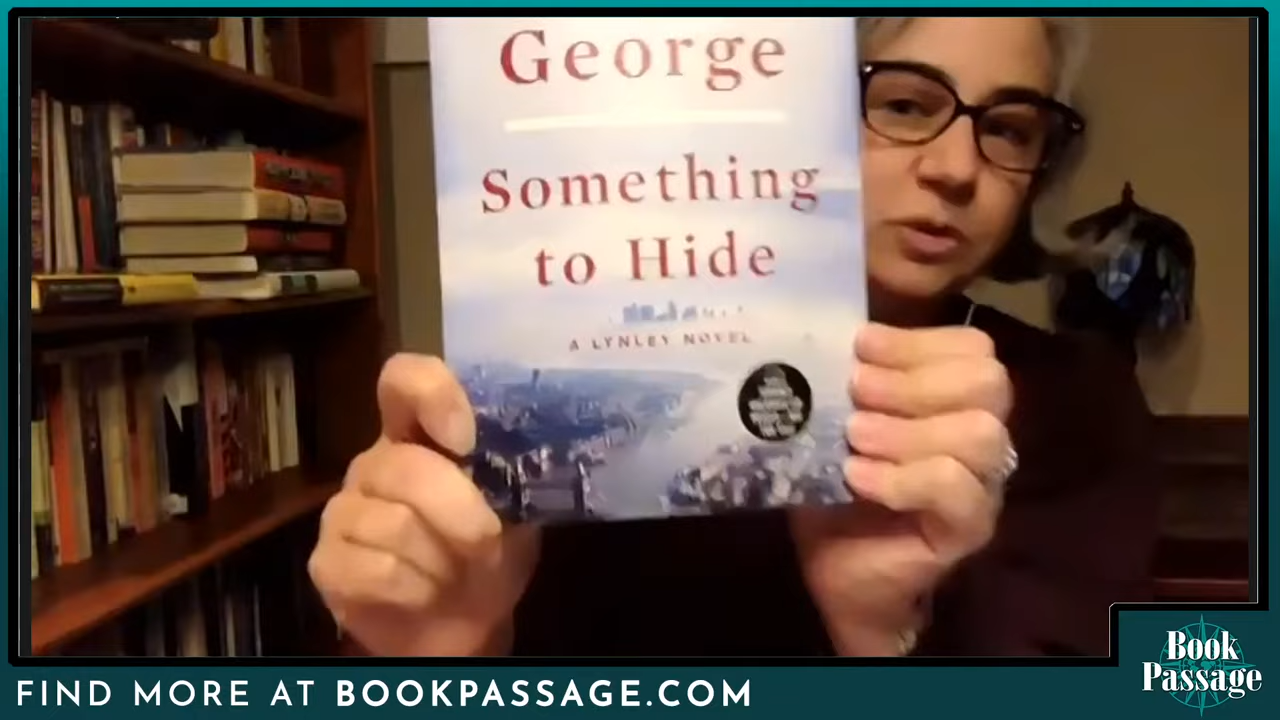 George
Something
to Hide
A LYNLEY NOVEL
FIND MORE AT BOOKPASSAGE.COM
Book
Passage